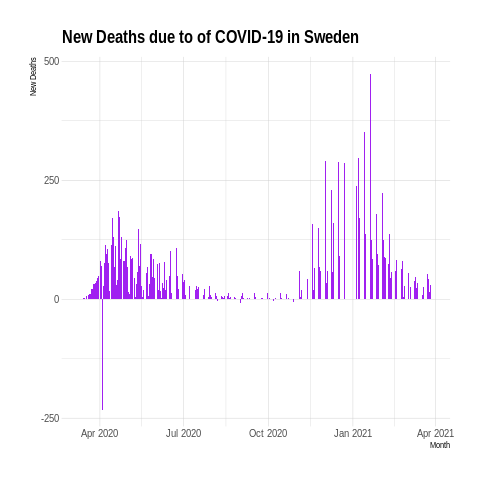 New Deaths due to of COVID-19 in Sweden
New Deaths
500
250
0
-250
Apr 2020 Jul 2020 Oct 2020 Jan 2021 Apr 2021
Month